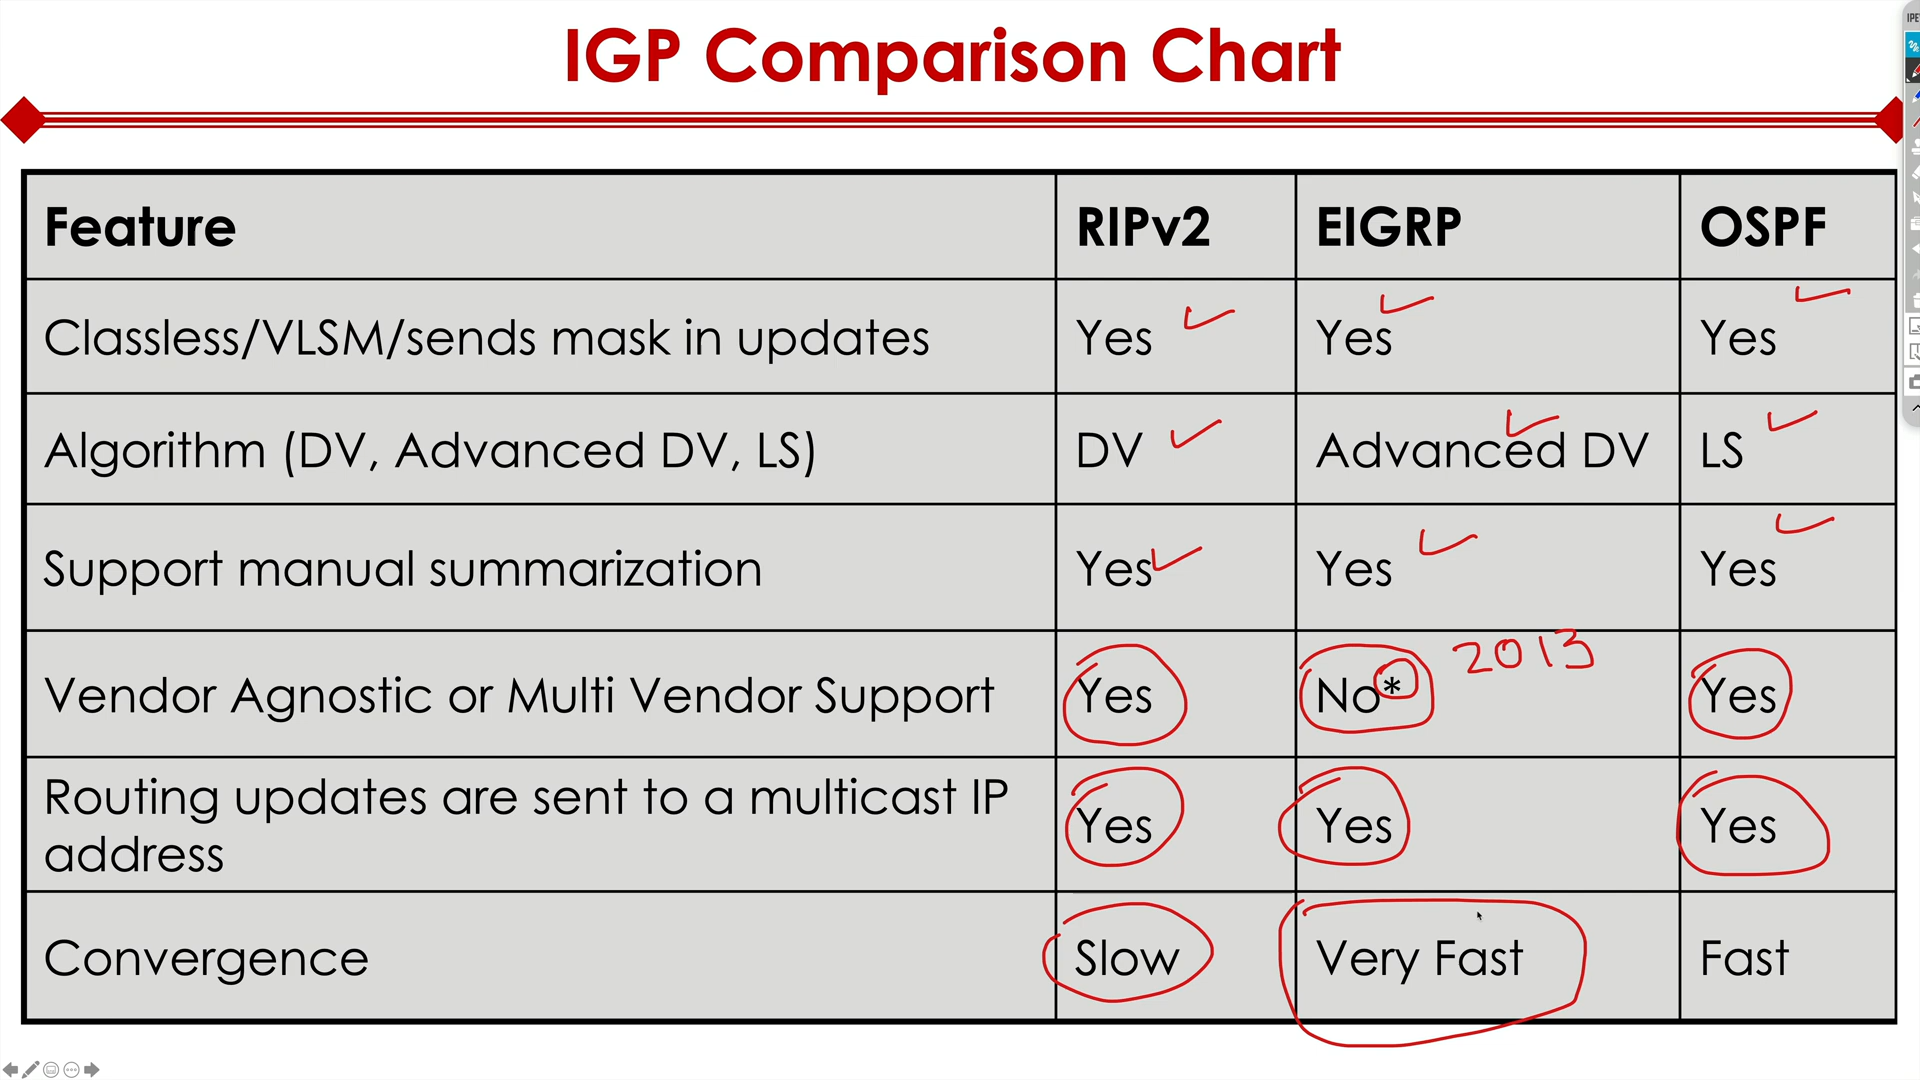 IGP Comparison Chart
Feature RIPv2 EIGRP OSPF
Classless/VLSM/sends mask in updates Yes Yes Yes
Algorithm (DV, Advanced DV, LS) DV Advanced DV LS
Support manual summarization Yes Yes Yes
Vendor Agnostic or Multi Vendor Support Yes No* 2013 Yes
Routing updates are sent to a multicast IP
address Yes Yes Yes
Convergence Slow Very Fast Fast